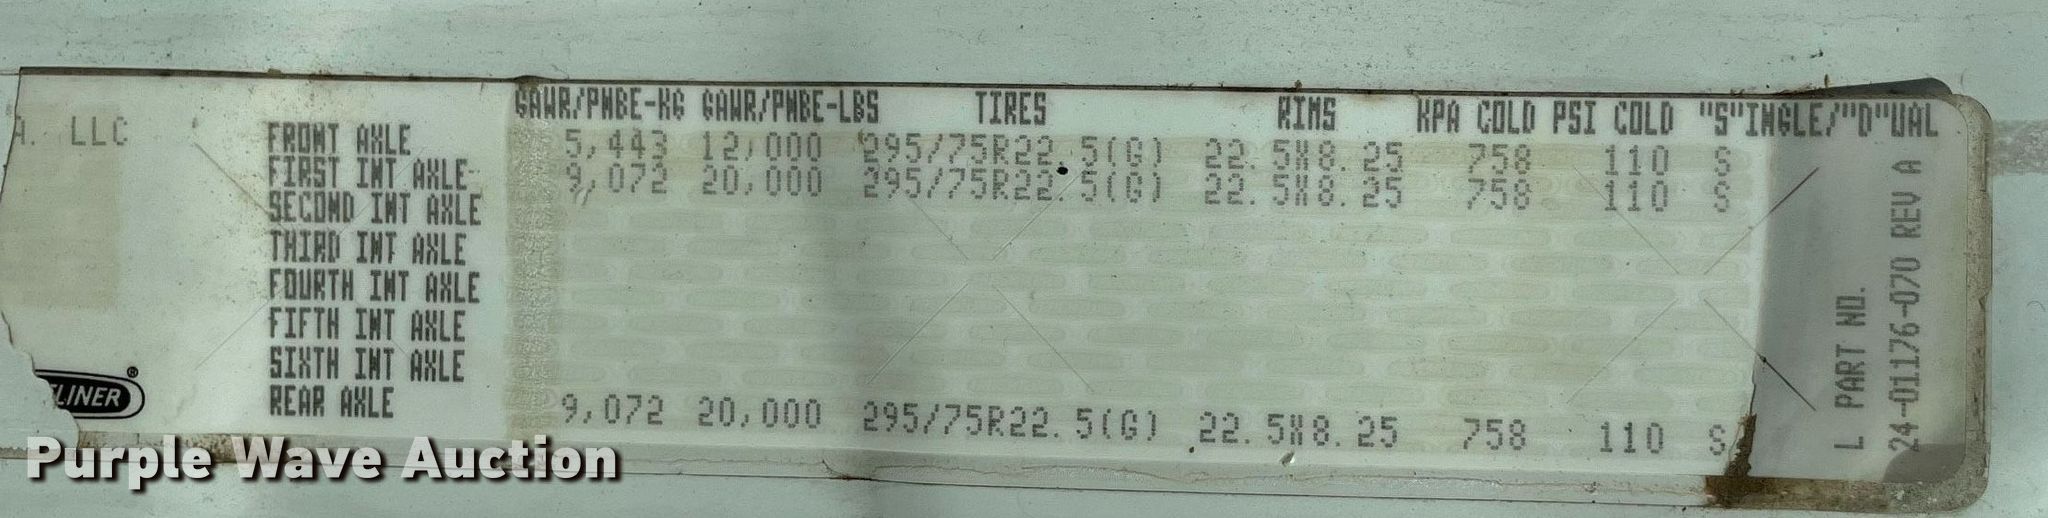 GAWR/PNBE-KG GAWR/PNBE-LBS TIRES RIMS KPA COLD PSI COLD "S"INGLE/"D"UAL
A. LLC
FRONT AXLE 5,443 12,000 295/75R22.5(G) 22.5X8.25 758 110 S
FIRST INT AXLE 9,072 20,000 295/75R22.5(G) 22.5X8.25 758 110 S
SECOND INT AXLE
THIRD INT AXLE
FOURTH INT AXLE
FIFTH INT AXLE
SIXTH INT AXLE
REAR AXLE 9,072 20,000 295/75R22.5(G) 22.5X8.25 758 110 S
LINER®
L PART NO.
24-01176-070 REV A
Purple Wave Auction